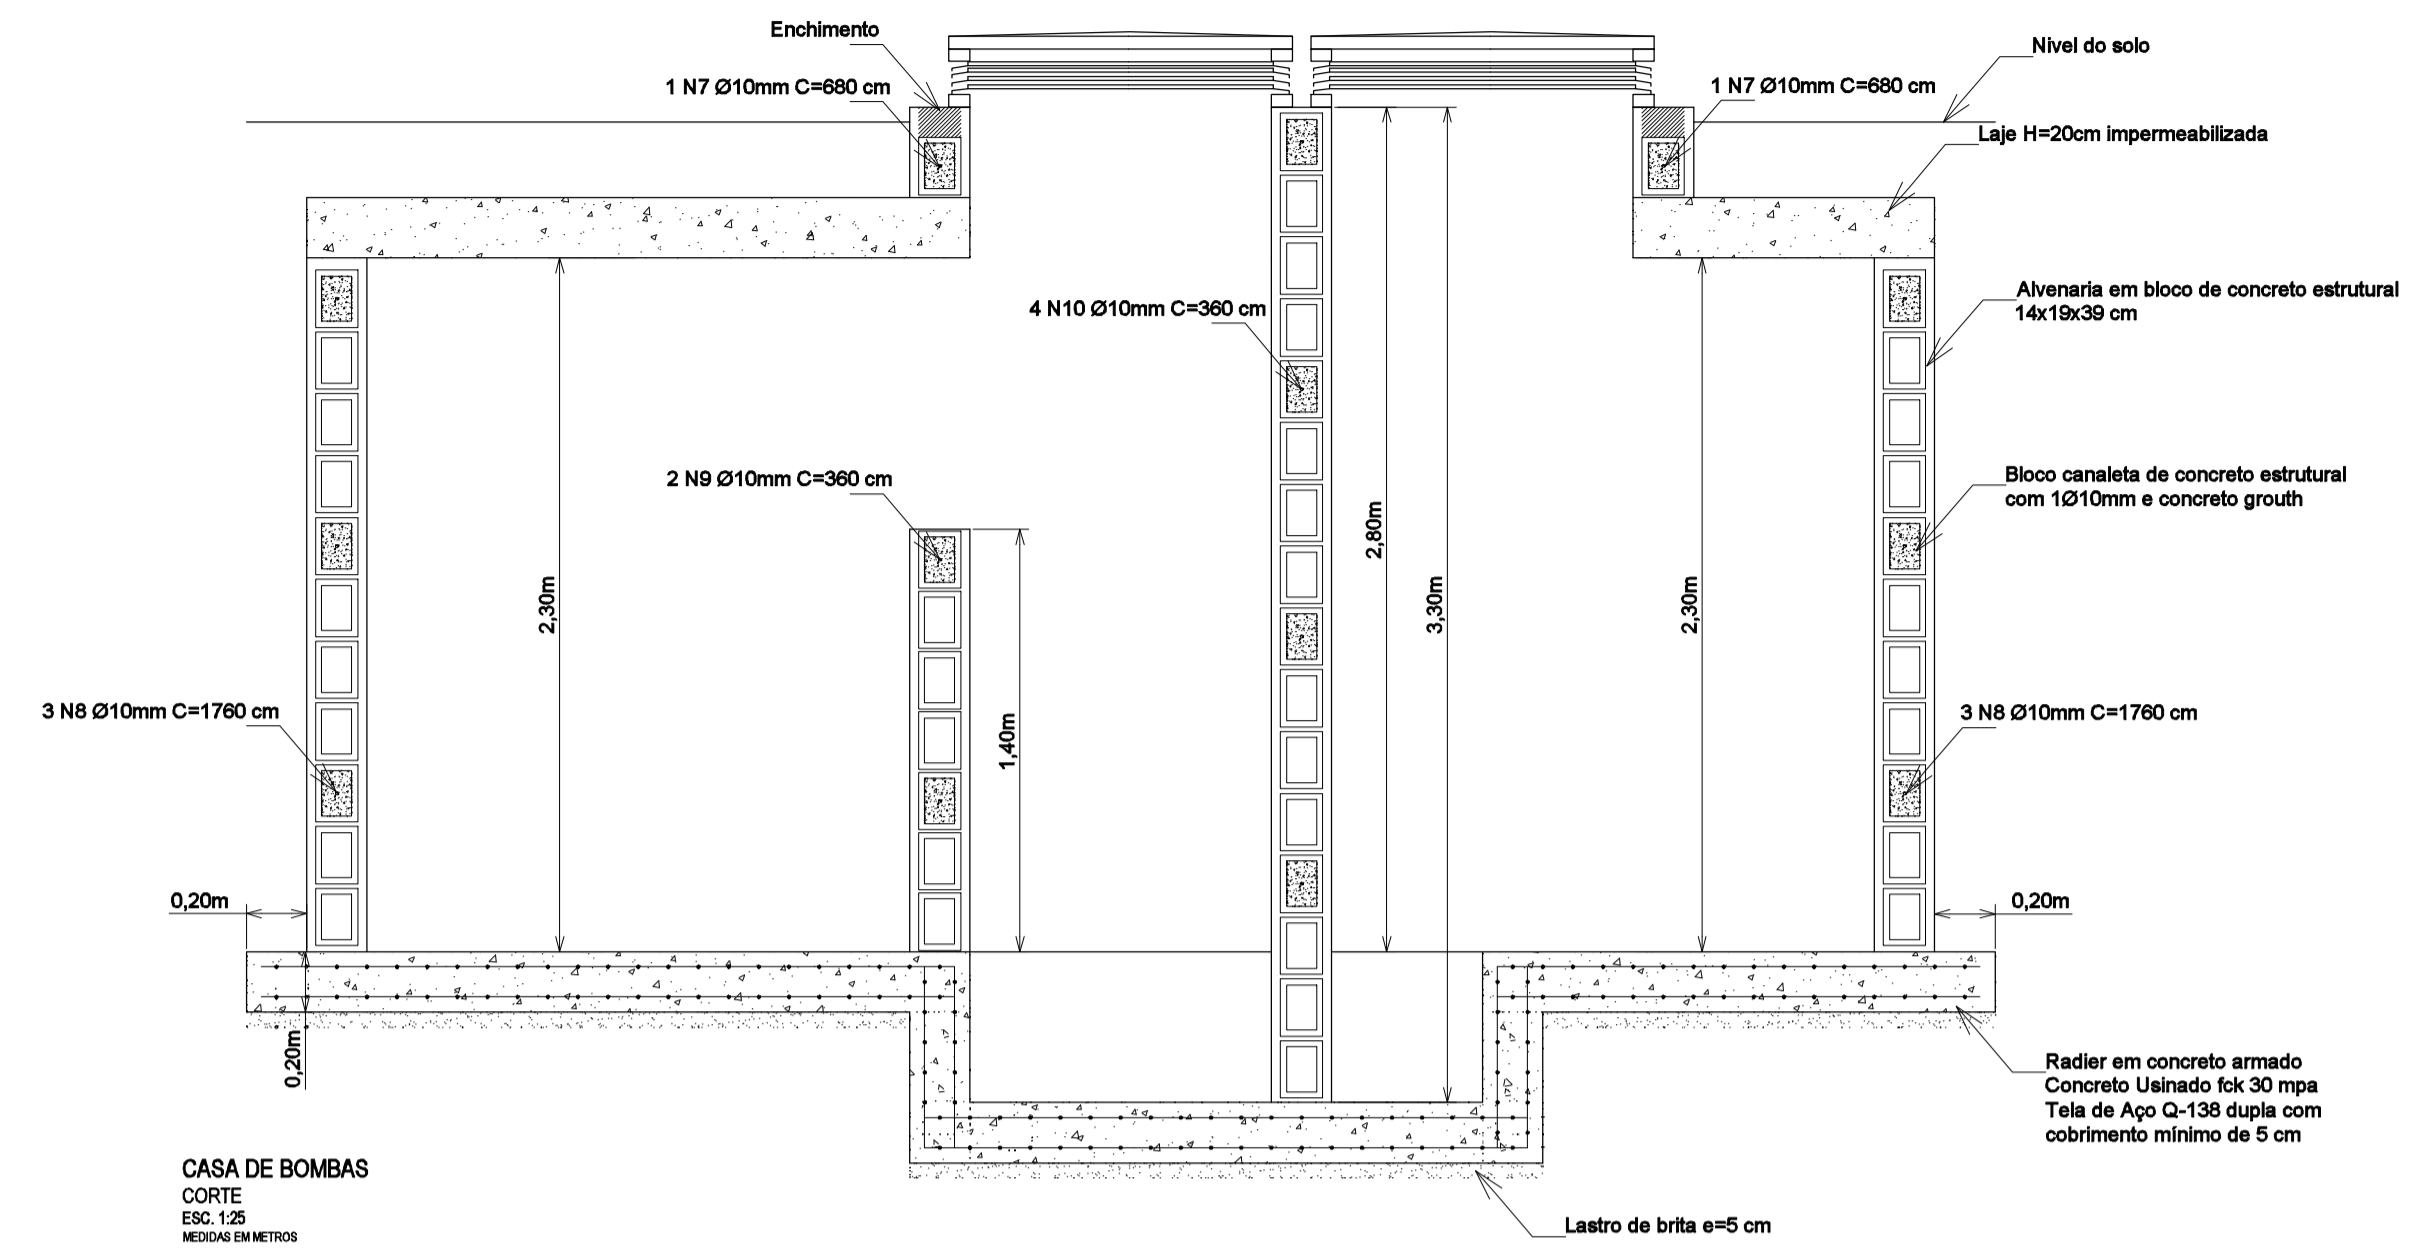 Enchimento
Nivel do solo
1 N7 Ø10mm C=680 cm
1 N7 Ø10mm C=680 cm
Laje H=20cm impermeabilizada
Alvenaria em bloco de concreto estrutural
14x19x39 cm
4 N10 Ø10mm C=360 cm
2 N9 Ø10mm C=360 cm
Bloco canaleta de concreto estrutural
com 1Ø10mm e concreto grouth
2,80m
2,30m
3,30m
2,30m
1,40m
3 N8 Ø10mm C=1760 cm
3 N8 Ø10mm C=1760 cm
0,20m
0,20m
0,20m
Radier em concreto armado
Concreto Usinado fck 30 mpa
Tela de Aço Q-138 dupla com
cobrimento mínimo de 5 cm
CASA DE BOMBAS
CORTE
ESC. 1:25
MEDIDAS EM METROS
Lastro de brita e=5 cm